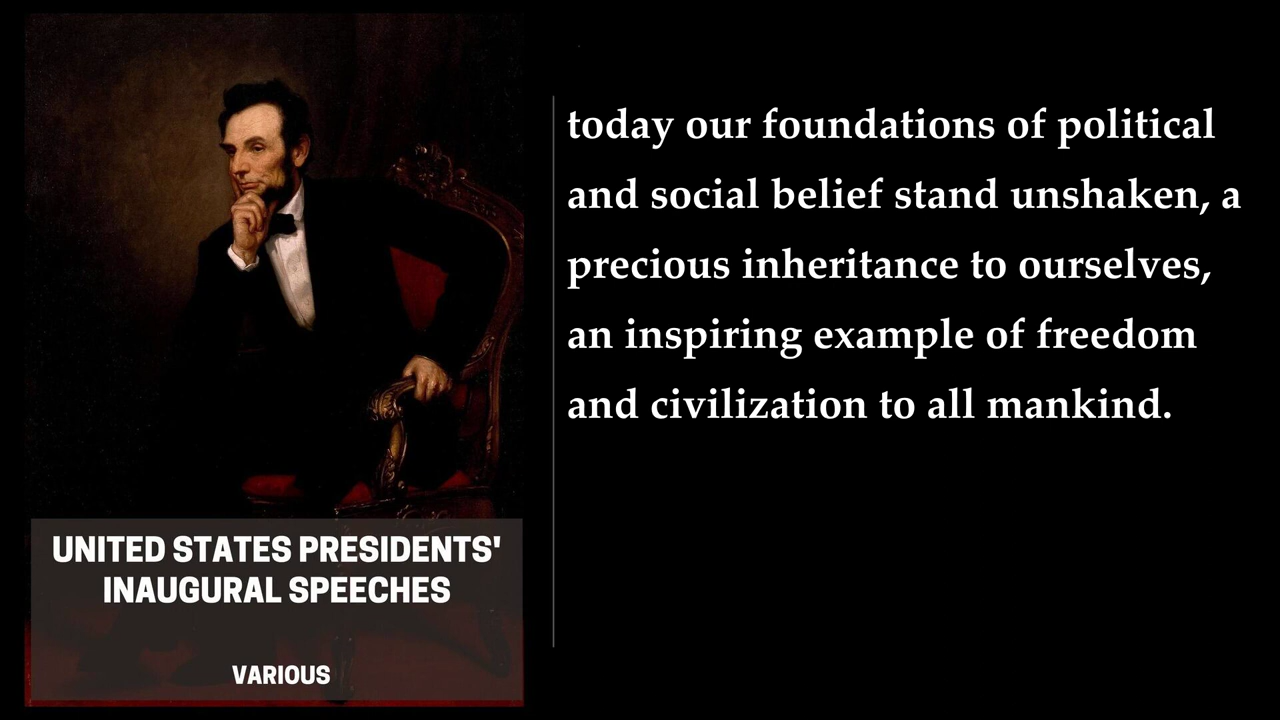 today our foundations of political
and social belief stand unshaken, a
precious inheritance to ourselves,
an inspiring example of freedom
and civilization to all mankind.
UNITED STATES PRESIDENTS'
INAUGURAL SPEECHES
VARIOUS